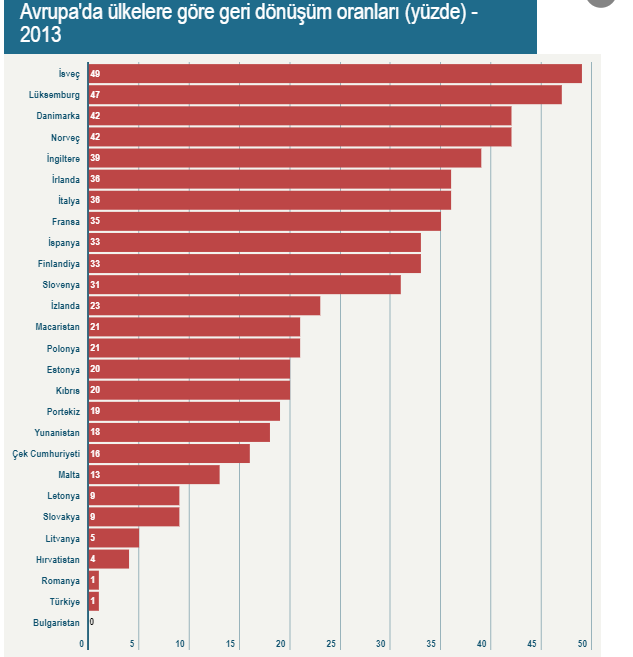 Avrupa'da ülkelere göre geri dönüşüm oranları (yüzde) -
2013
İsveç 49
Lüksemburg 47
Danimarka 42
Norveç 42
İngiltere 39
İrlanda 36
İtalya 36
Fransa 35
İspanya 33
Finlandiya 33
Slovenya 31
İzlanda 23
Macaristan 21
Polonya 21
Estonya 20
Kıbrıs 20
Portekiz 19
Yunanistan 18
Çek Cumhuriyeti 16
Malta 13
Letonya 9
Slovakya 9
Litvanya 5
Hırvatistan 4
Romanya 1
Türkiye 1
Bulgaristan 0
0 5 10 15 20 25 30 35 40 45 50